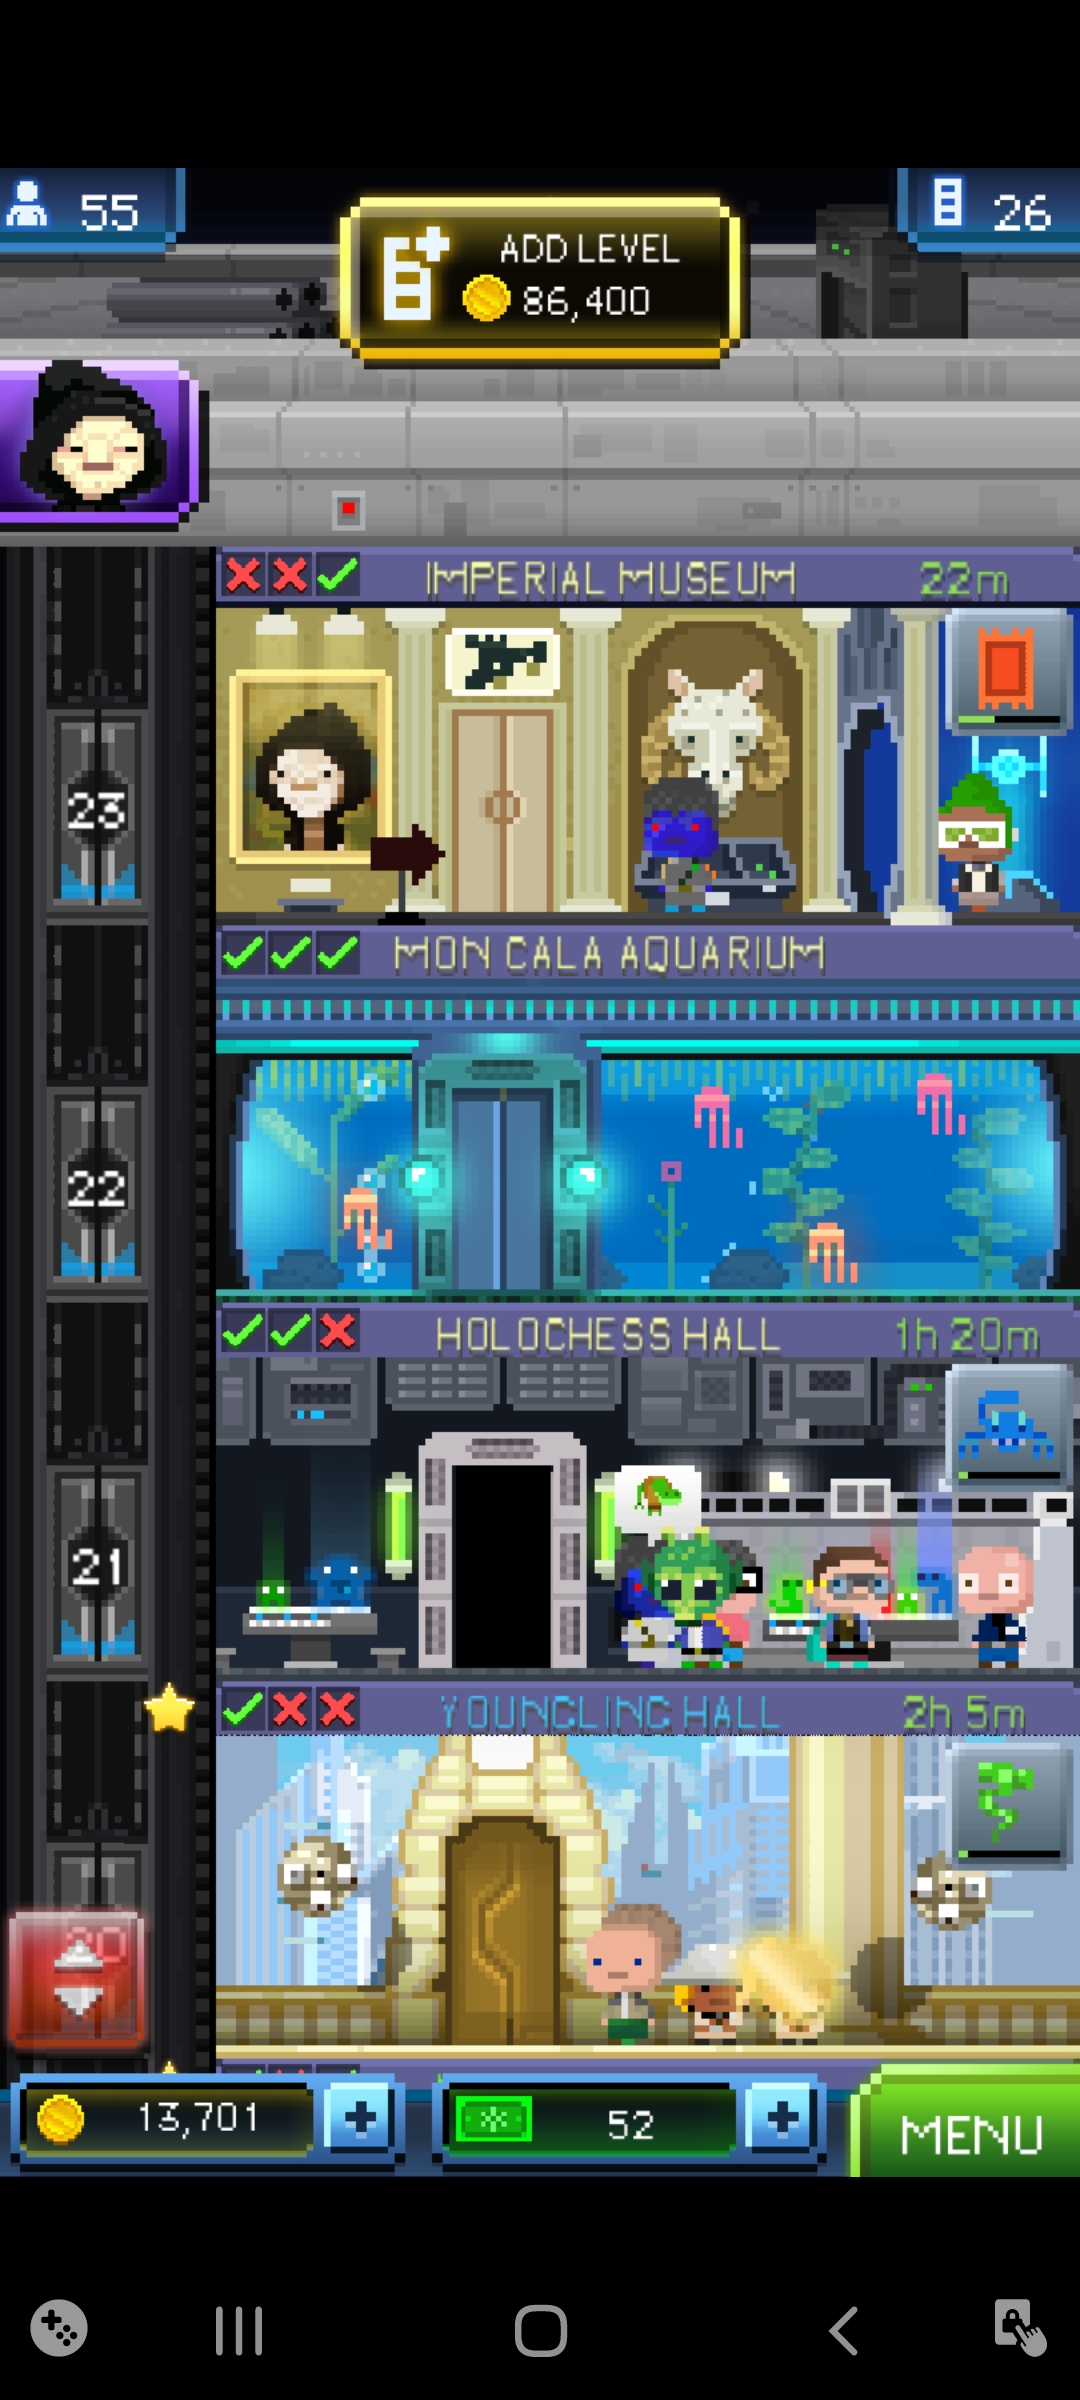 55
ADD LEVEL
86,400
26
IMPERIAL MUSEUM 22m
23
MON CALA AQUARIUM
22
HOLOCHESS HALL 1h 20m
21
YOUNGLING HALL 2h 5m
20
13,701
52
MENU